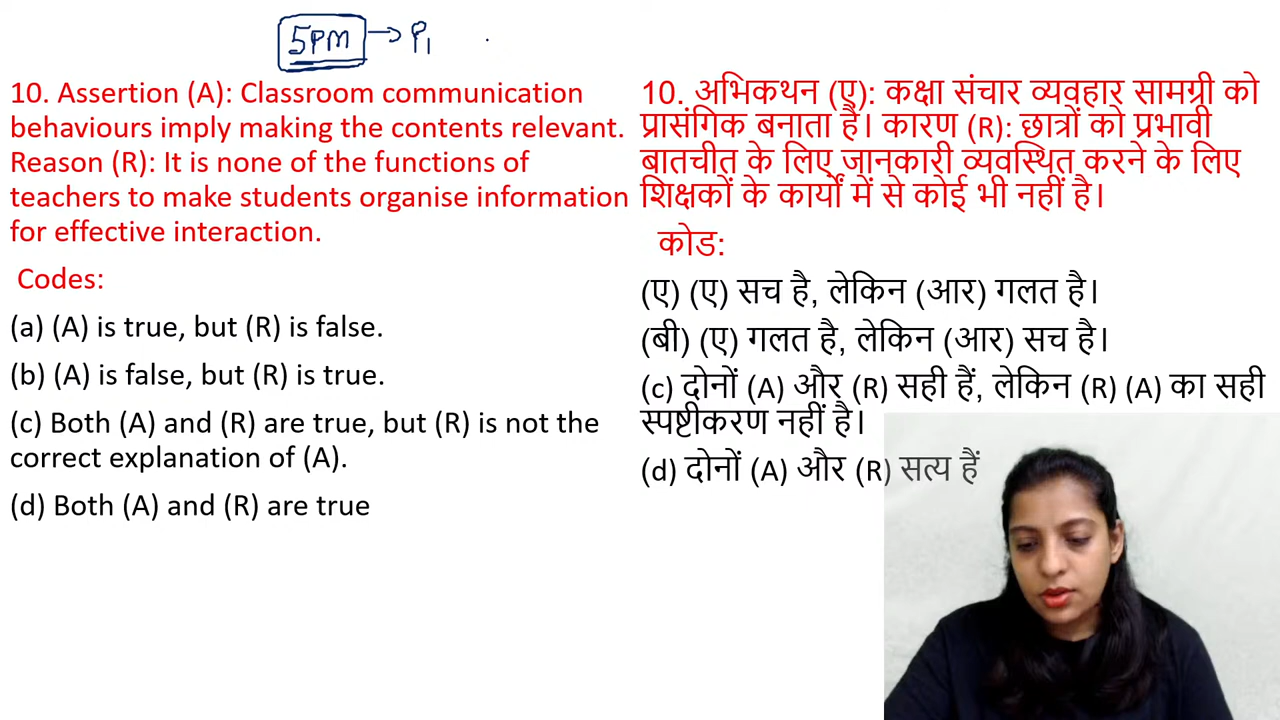 5PM → P1
10. Assertion (A): Classroom communication
behaviours imply making the contents relevant.
Reason (R): It is none of the functions of
teachers to make students organise information
for effective interaction.
Codes:
(a) (A) is true, but (R) is false.
(b) (A) is false, but (R) is true.
(c) Both (A) and (R) are true, but (R) is not the
correct explanation of (A).
(d) Both (A) and (R) are true
10. अभिकथन (ए): कक्षा संचार व्यवहार सामग्री को
प्रासंगिक बनाता है। कारण (R): छात्रों को प्रभावी
बातचीत के लिए जानकारी व्यवस्थित करने के लिए
शिक्षकों के कार्यों में से कोई भी नहीं है।
कोड:
(ए) (ए) सच है, लेकिन (आर) गलत है।
(बी) (ए) गलत है, लेकिन (आर) सच है।
(c) दोनों (A) और (R) सही हैं, लेकिन (R) (A) का सही
स्पष्टीकरण नहीं है।
(d) दोनों (A) और (R) सत्य हैं